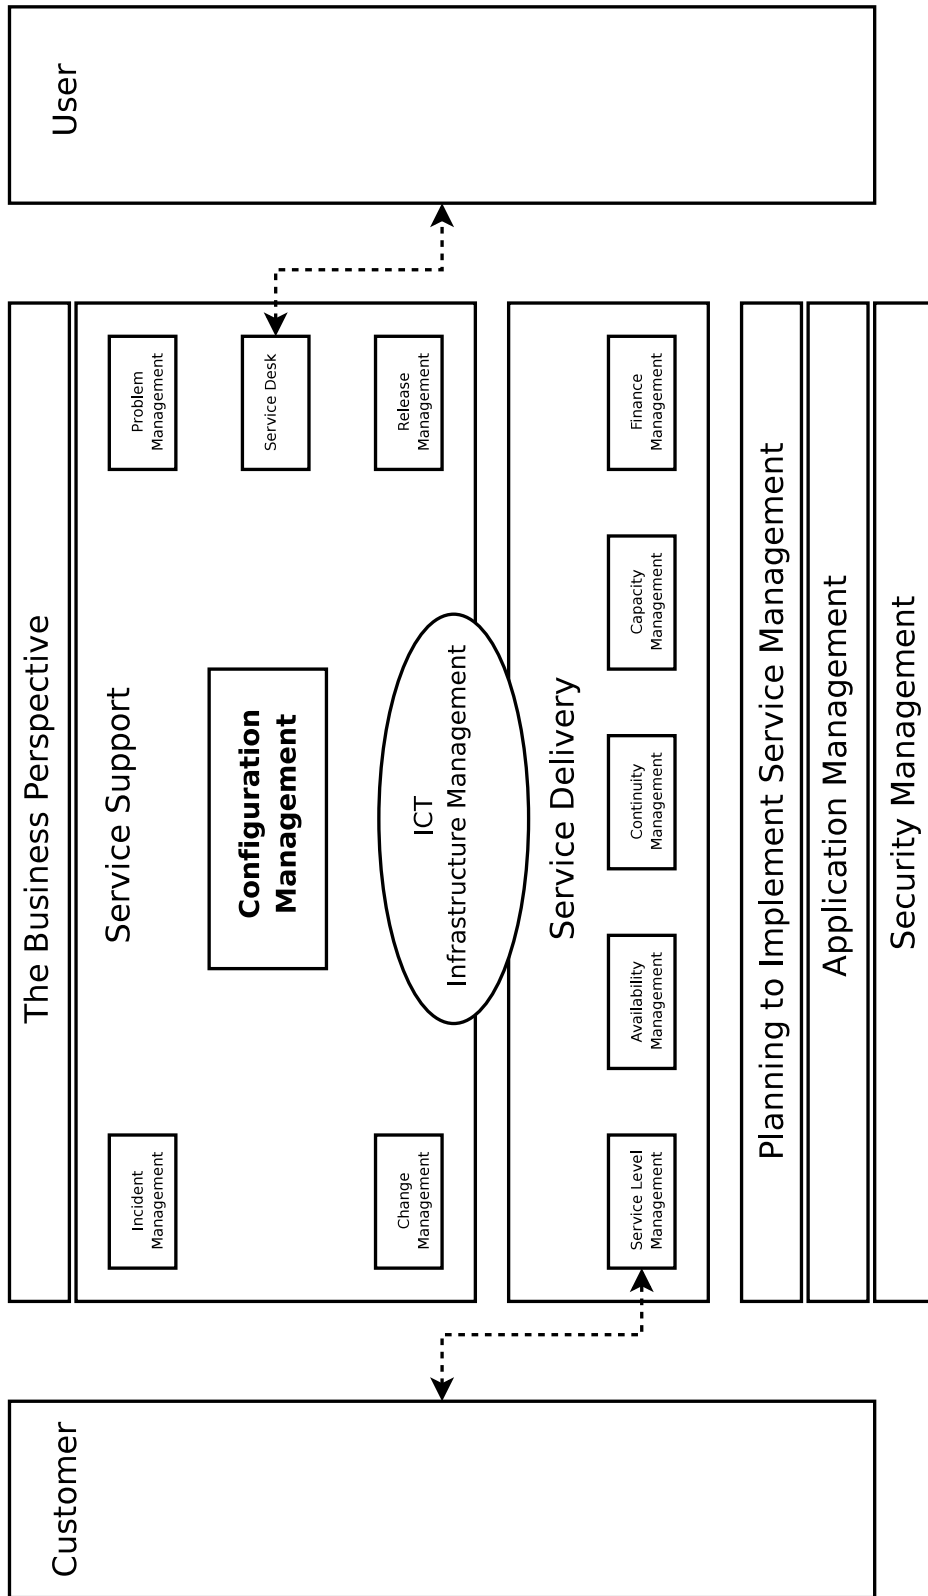 The Business Perspective
Customer
User
Service Support
Incident
Management
Problem
Management
Configuration
Management
Service Desk
Change
Management
Release
Management
ICT
Infrastructure Management
Service Delivery
Service Level
Management
Availability
Management
Continuity
Management
Capacity
Management
Finance
Management
Planning to Implement Service Management
Application Management
Security Management